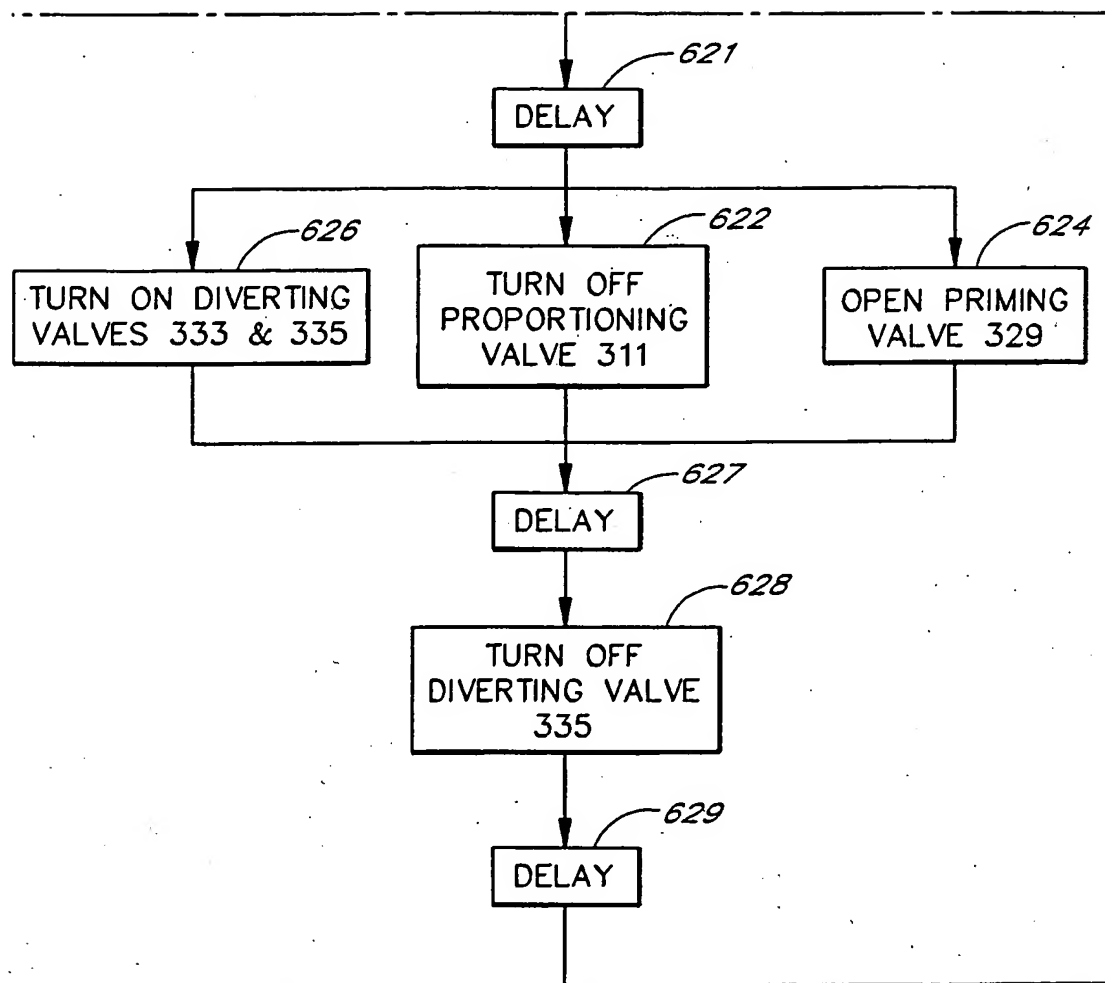 621
DELAY
626
622
624
TURN ON DIVERTING
VALVES 333 & 335
TURN OFF
PROPORTIONING
VALVE 311
OPEN PRIMING
VALVE 329
627
DELAY
628
TURN OFF
DIVERTING VALVE
335
629
DELAY